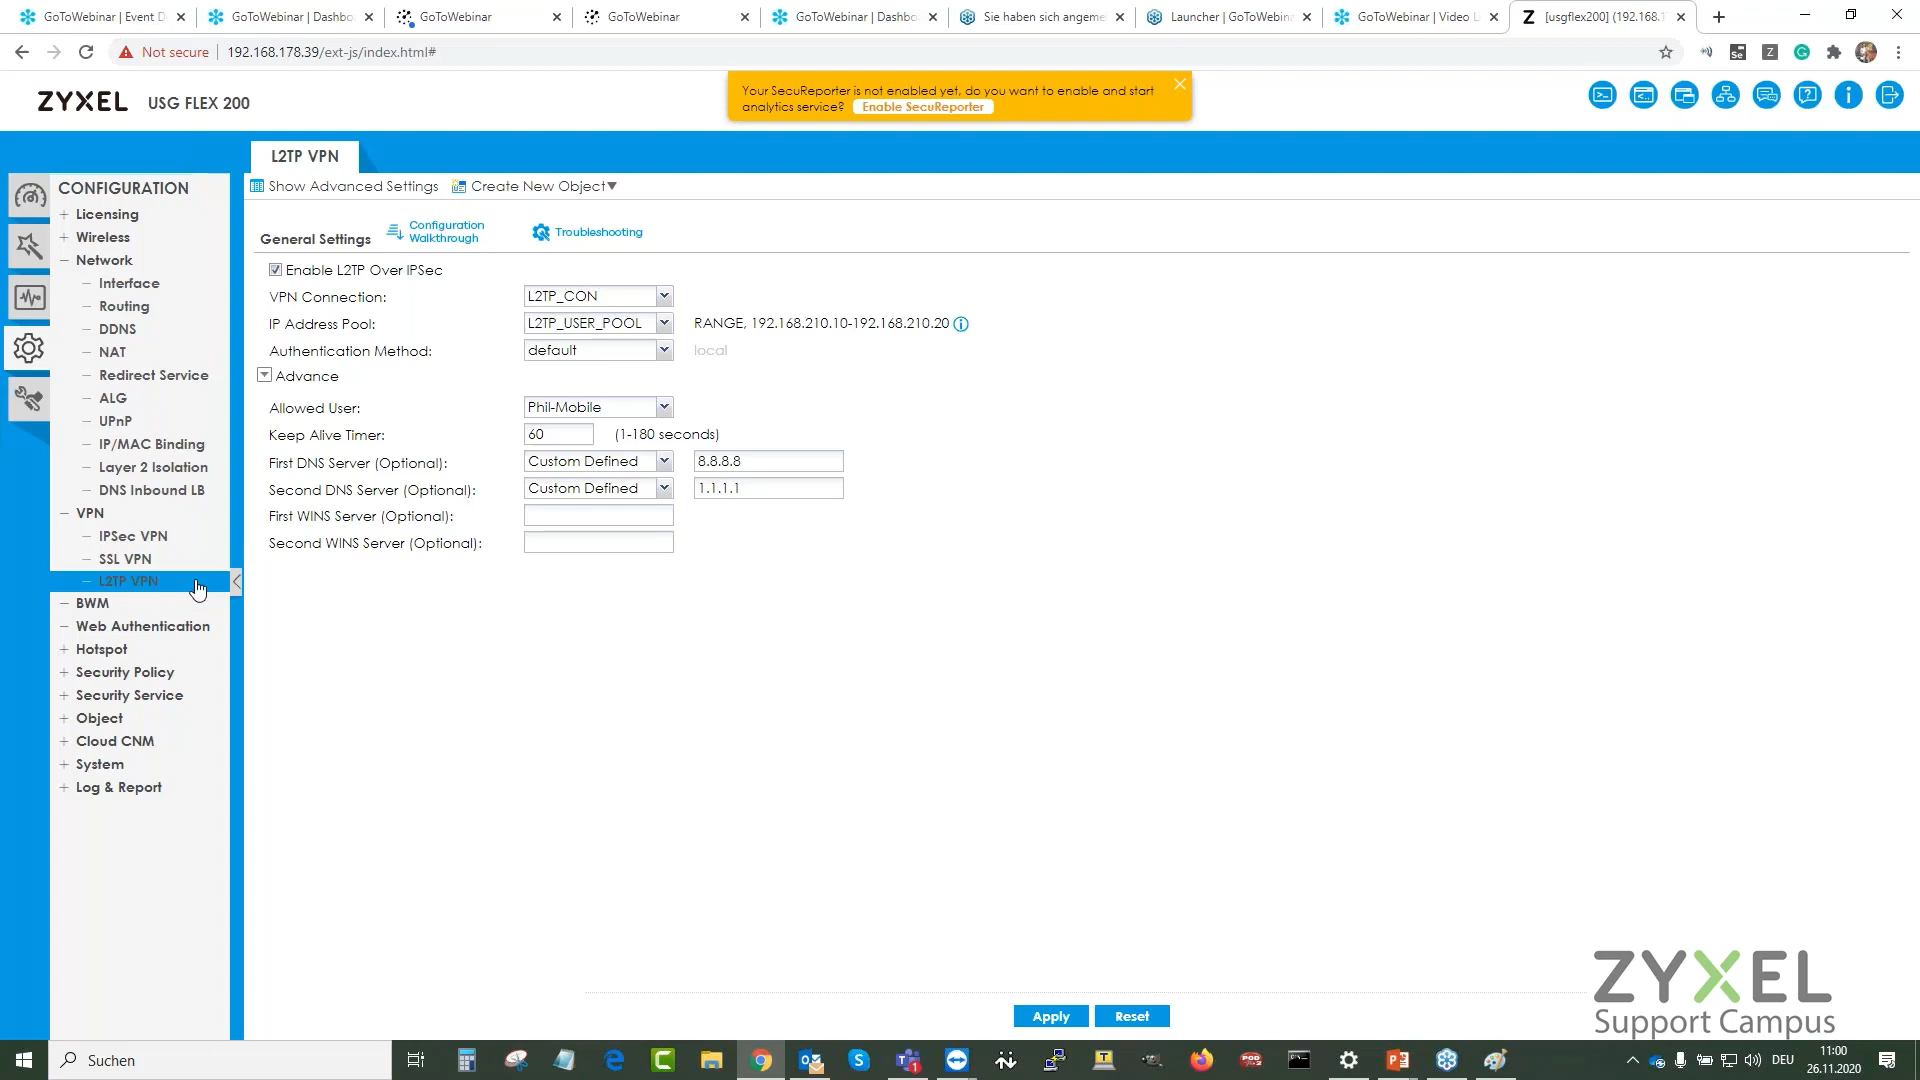 GoToWebinar | Event D
GoToWebinar | Dashbo
GoToWebinar
GoToWebinar
GoToWebinar | Dashbo
Sie haben sich angeme
Launcher | GoToWebina
GoToWebinar | Video L
[usgflex200] (192.168.1
Not secure
192.168.178.39/ext-js/index.html#
ZYXEL USG FLEX 200
Your SecuReporter is not enabled yet, do you want to enable and start
analytics service? Enable SecuReporter
L2TP VPN
Show Advanced Settings
Create New Object
CONFIGURATION
Licensing
Wireless
Network
Interface
Routing
DDNS
NAT
Redirect Service
ALG
UPnP
IP/MAC Binding
Layer 2 Isolation
DNS Inbound LB
VPN
IPSec VPN
SSL VPN
L2TP VPN
BWM
Web Authentication
Hotspot
Security Policy
Security Service
Object
Cloud CNM
System
Log & Report
General Settings
Configuration
Walkthrough
Troubleshooting
Enable L2TP Over IPSec
VPN Connection: L2TP_CON
IP Address Pool: L2TP_USER_POOL RANGE, 192.168.210.10-192.168.210.20
Authentication Method: default local
Advance
Allowed User: Phil-Mobile
Keep Alive Timer: 60 (1-180 seconds)
First DNS Server (Optional): Custom Defined 8.8.8.8
Second DNS Server (Optional): Custom Defined 1.1.1.1
First WINS Server (Optional):
Second WINS Server (Optional):
Apply
Reset
ZYXEL
Support Campus
Suchen
DEU
11:00
26.11.2020